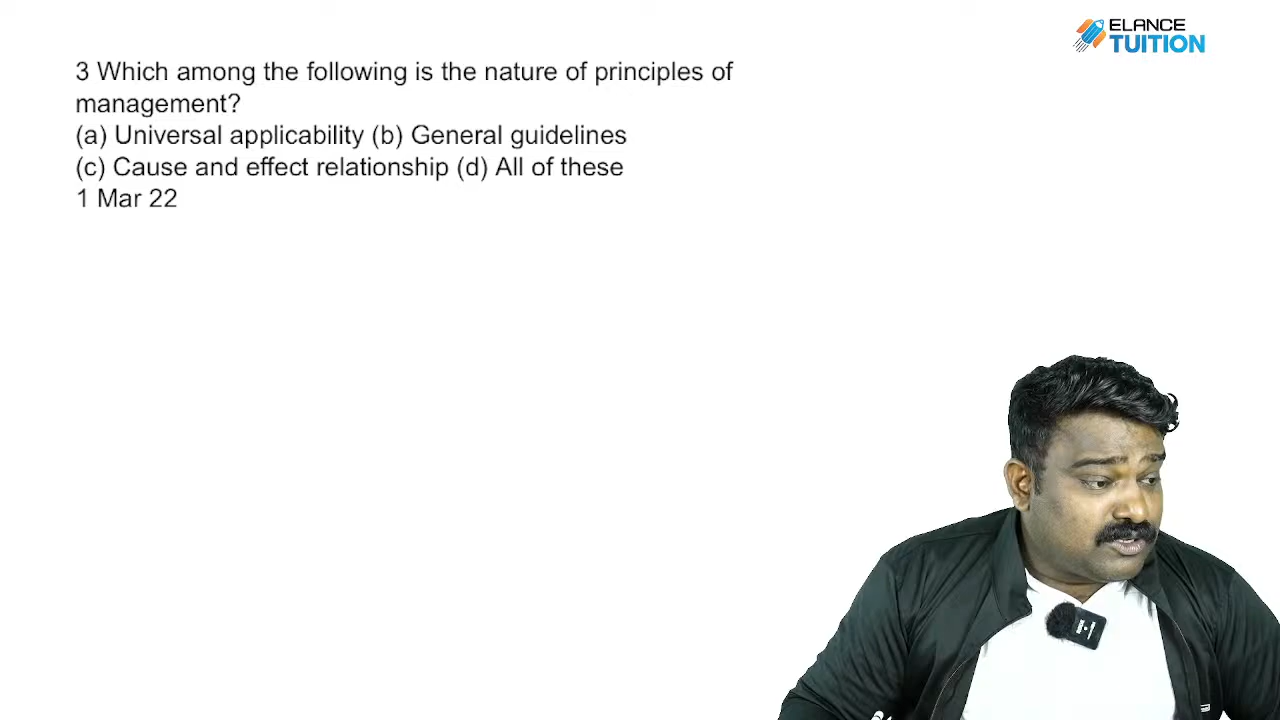 ELANCE
TUITION
3 Which among the following is the nature of principles of
management?
(a) Universal applicability (b) General guidelines
(c) Cause and effect relationship (d) All of these
1 Mar 22